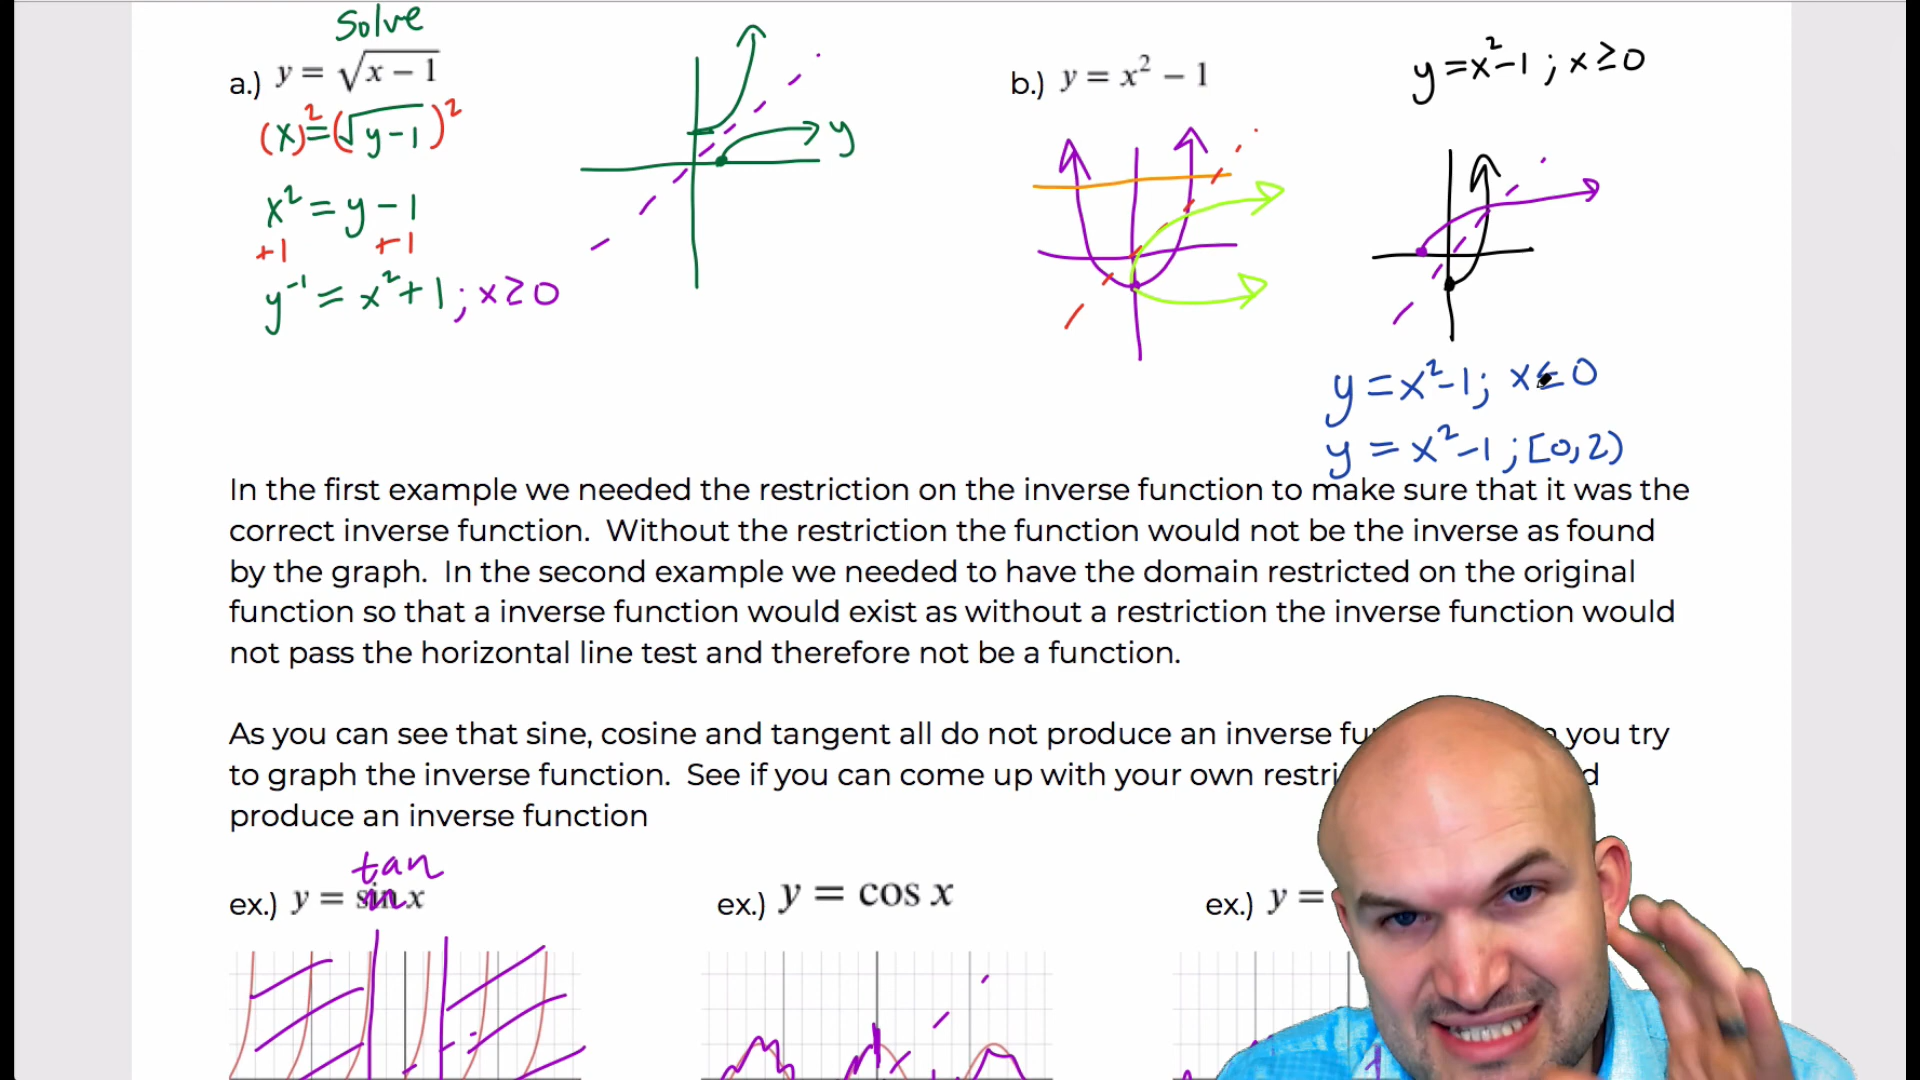 Solve
a.) y = √x − 1
(x)² = (√y−1)²
x² = y − 1
+1 +1
y⁻¹ = x² + 1 ; x ≥ 0
y
b.) y = x² − 1
y = x² − 1 ; x ≥ 0
y = x² − 1 ; x ≤ 0
y = x² − 1 ; [0,2)
In the first example we needed the restriction on the inverse function to make sure that it was the
correct inverse function. Without the restriction the function would not be the inverse as found
by the graph. In the second example we needed to have the domain restricted on the original
function so that a inverse function would exist as without a restriction the inverse function would
not pass the horizontal line test and therefore not be a function.
As you can see that sine, cosine and tangent all do not produce an inverse fu you try
to graph the inverse function. See if you can come up with your own restri d
produce an inverse function
tan
ex.) y = sin x
ex.) y = cos x
ex.) y =